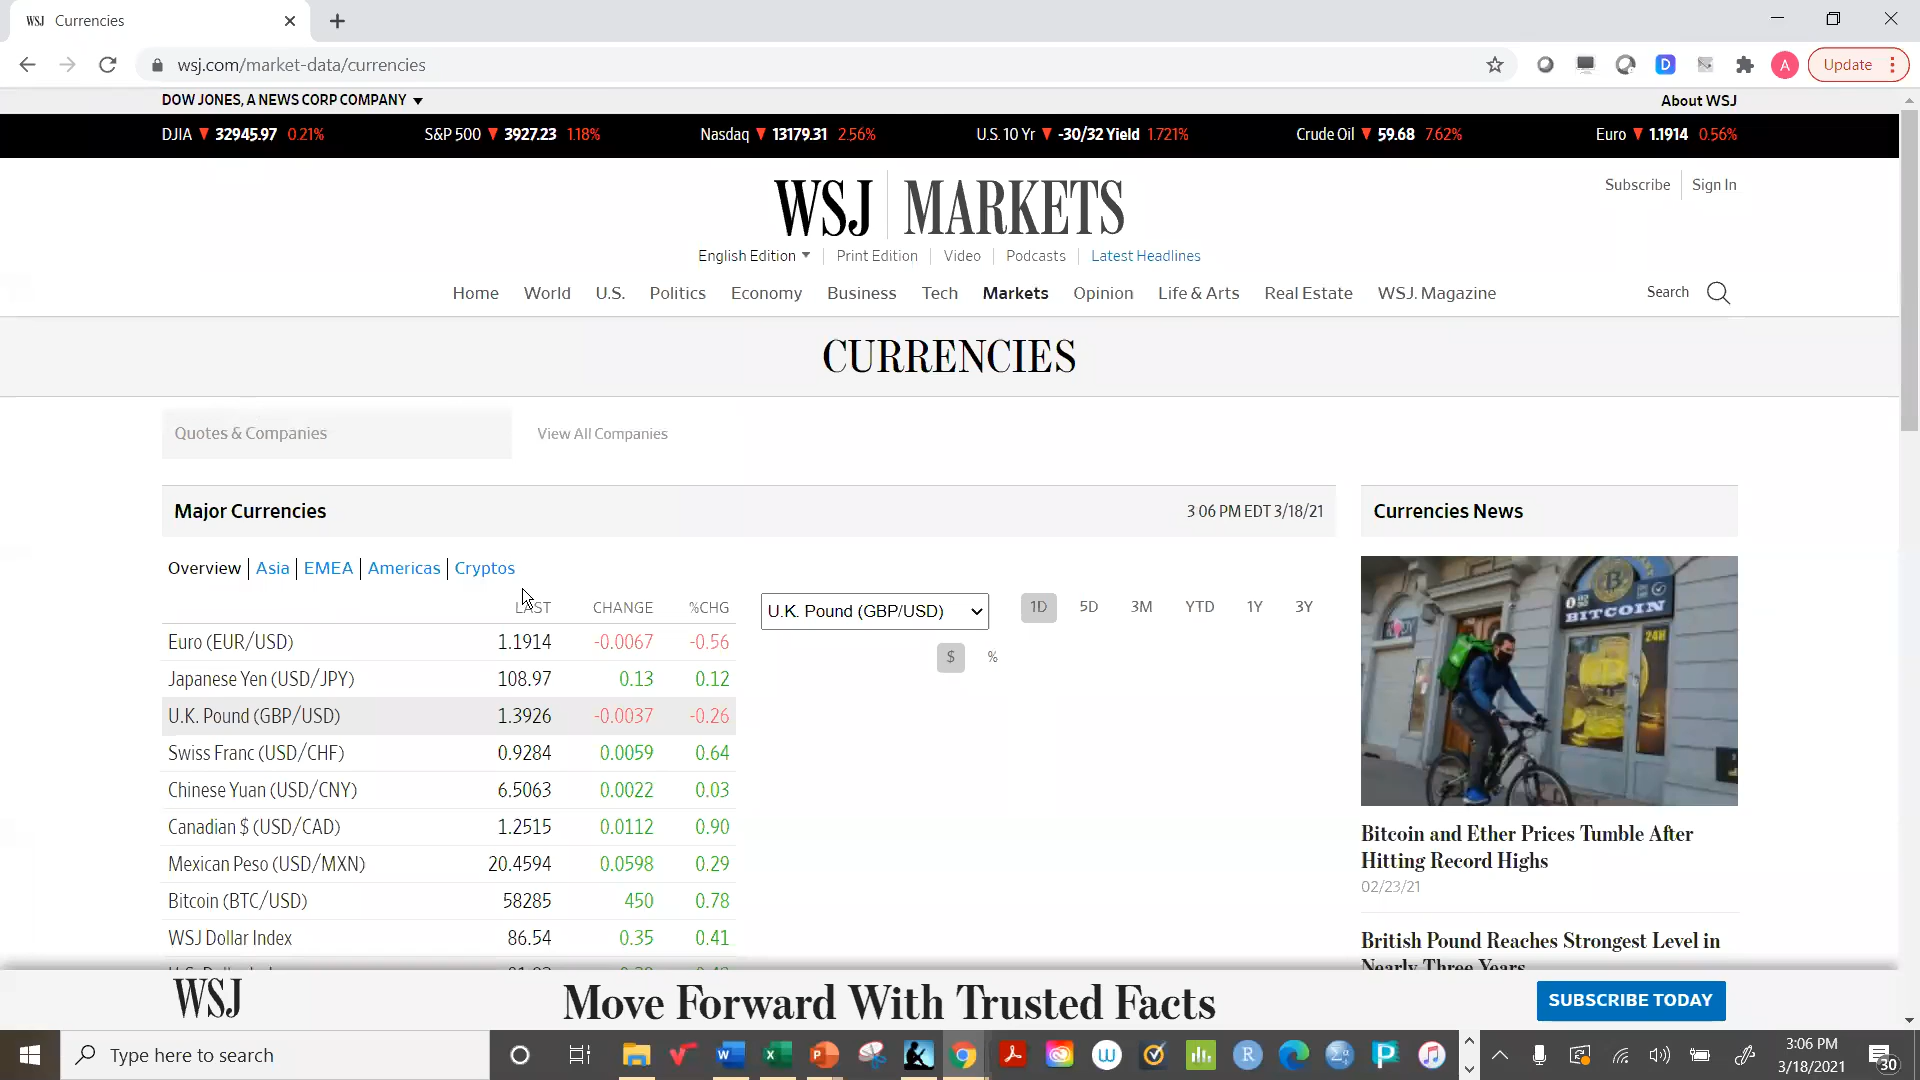 WSJ Currencies
wsj.com/market-data/currencies
D
A
Update
DOW JONES, A NEWS CORP COMPANY
About WSJ
DJIA 32945.97 0.21% S&P 500 3927.23 1.18% Nasdaq 13179.31 2.56% U.S. 10 Yr -30/32 Yield 1.721% Crude Oil 59.68 7.62% Euro 1.1914 0.56%
WSJ MARKETS
Subscribe Sign In
English Edition Print Edition Video Podcasts Latest Headlines
Home World U.S. Politics Economy Business Tech Markets Opinion Life & Arts Real Estate WSJ. Magazine Search
CURRENCIES
Quotes & Companies View All Companies
Major Currencies 3 06 PM EDT 3/18/21
Currencies News
Overview Asia EMEA Americas Cryptos
LAST CHANGE %CHG
U.K. Pound (GBP/USD) 1D 5D 3M YTD 1Y 3Y
$ %
Euro (EUR/USD) 1.1914 -0.0067 -0.56
Japanese Yen (USD/JPY) 108.97 0.13 0.12
U.K. Pound (GBP/USD) 1.3926 -0.0037 -0.26
Swiss Franc (USD/CHF) 0.9284 0.0059 0.64
Chinese Yuan (USD/CNY) 6.5063 0.0022 0.03
Canadian $ (USD/CAD) 1.2515 0.0112 0.90
Mexican Peso (USD/MXN) 20.4594 0.0598 0.29
Bitcoin (BTC/USD) 58285 450 0.78
WSJ Dollar Index 86.54 0.35 0.41
BITCOIN
24H
Bitcoin and Ether Prices Tumble After
Hitting Record Highs
02/23/21
British Pound Reaches Strongest Level in
Nearly Three Years
WSJ Move Forward With Trusted Facts SUBSCRIBE TODAY
Type here to search
3:06 PM
3/18/2021
30